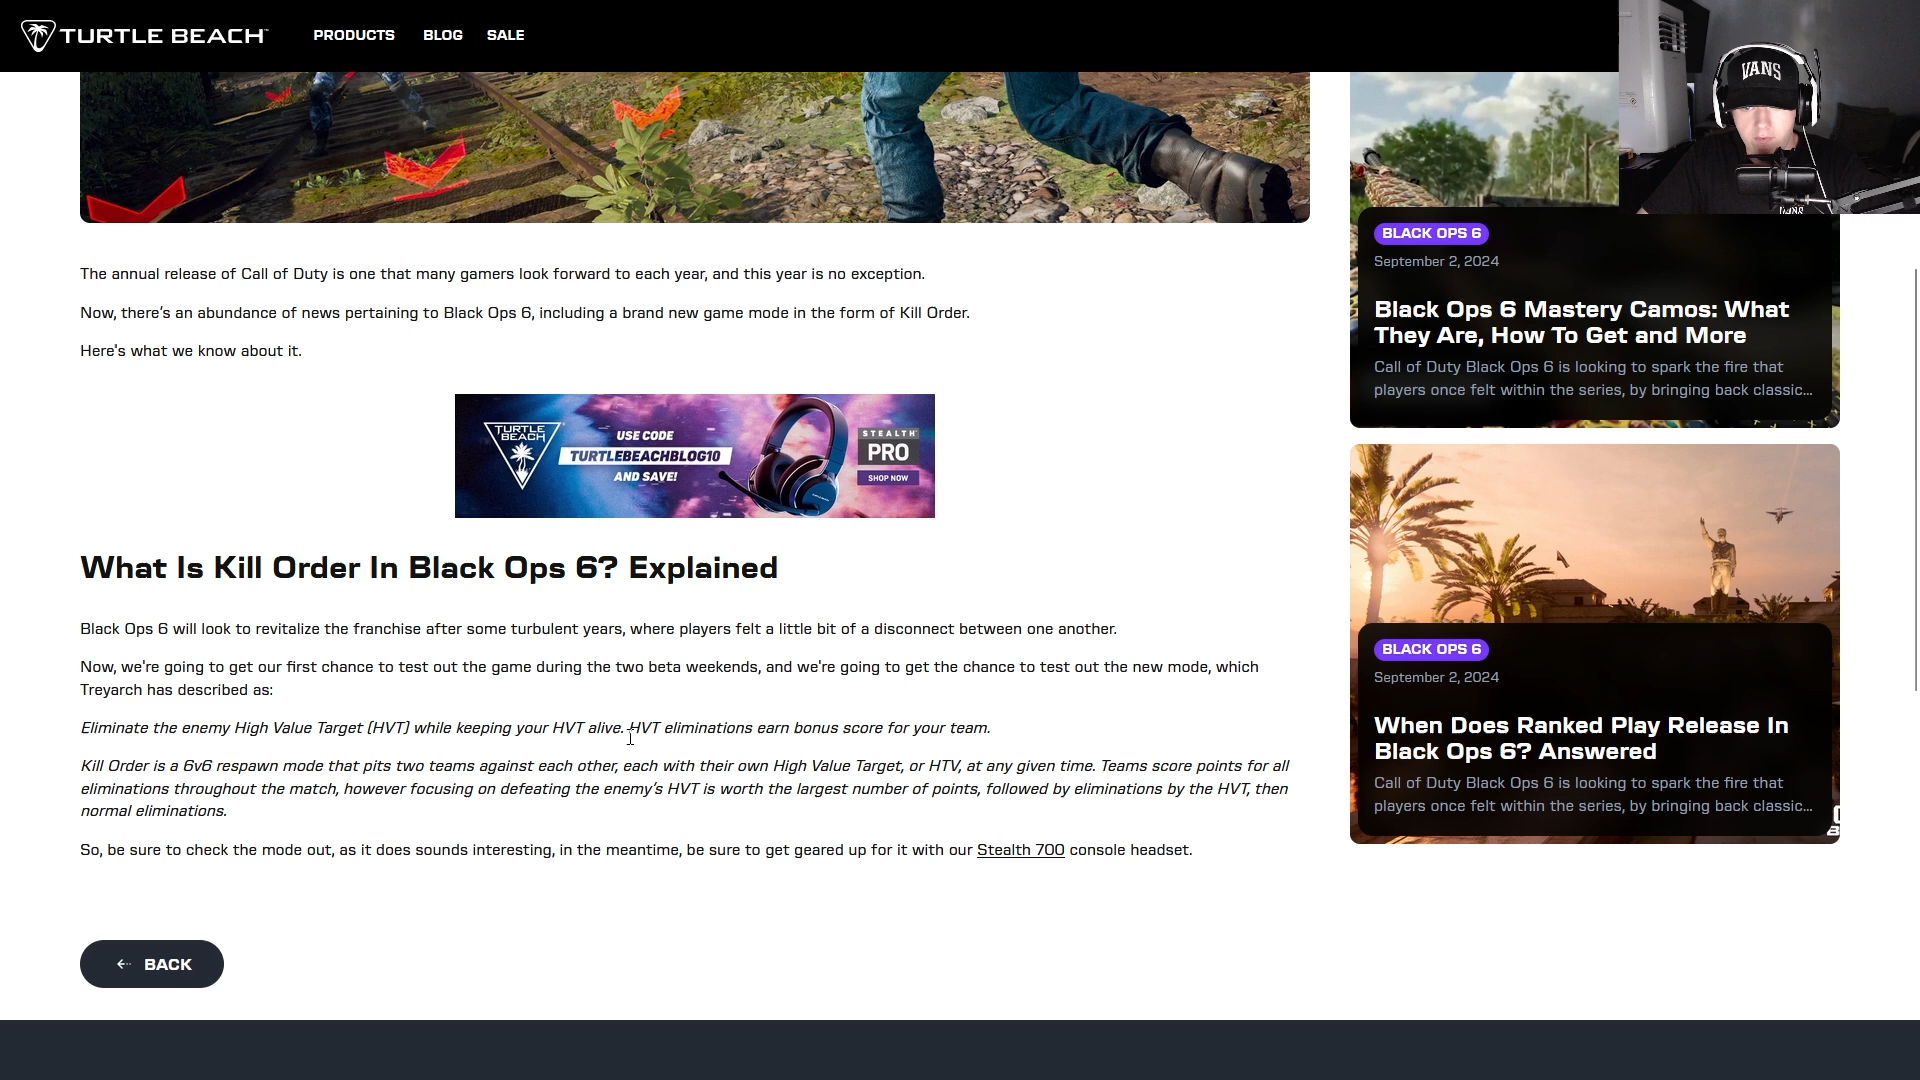 TURTLE BEACH
PRODUCTS
BLOG
SALE
VANS
VANS
The annual release of Call of Duty is one that many gamers look forward to each year, and this year is no exception.
Now, there’s an abundance of news pertaining to Black Ops 6, including a brand new game mode in the form of Kill Order.
Here's what we know about it.
TURTLE
BEACH
USE CODE
TURTLEBEACHBLOG10
AND SAVE!
STEALTH
PRO
SHOP NOW
What Is Kill Order In Black Ops 6? Explained
Black Ops 6 will look to revitalize the franchise after some turbulent years, where players felt a little bit of a disconnect between one another.
Now, we're going to get our first chance to test out the game during the two beta weekends, and we're going to get the chance to test out the new mode, which
Treyarch has described as:
Eliminate the enemy High Value Target (HVT) while keeping your HVT alive. HVT eliminations earn bonus score for your team.
Kill Order is a 6v6 respawn mode that pits two teams against each other, each with their own High Value Target, or HTV, at any given time. Teams score points for all
eliminations throughout the match, however focusing on defeating the enemy’s HVT is worth the largest number of points, followed by eliminations by the HVT, then
normal eliminations.
So, be sure to check the mode out, as it does sounds interesting, in the meantime, be sure to get geared up for it with our Stealth 700 console headset.
BACK
BLACK OPS 6
September 2, 2024
Black Ops 6 Mastery Camos: What
They Are, How To Get and More
Call of Duty Black Ops 6 is looking to spark the fire that
players once felt within the series, by bringing back classic...
BLACK OPS 6
September 2, 2024
When Does Ranked Play Release In
Black Ops 6? Answered
Call of Duty Black Ops 6 is looking to spark the fire that
players once felt within the series, by bringing back classic...